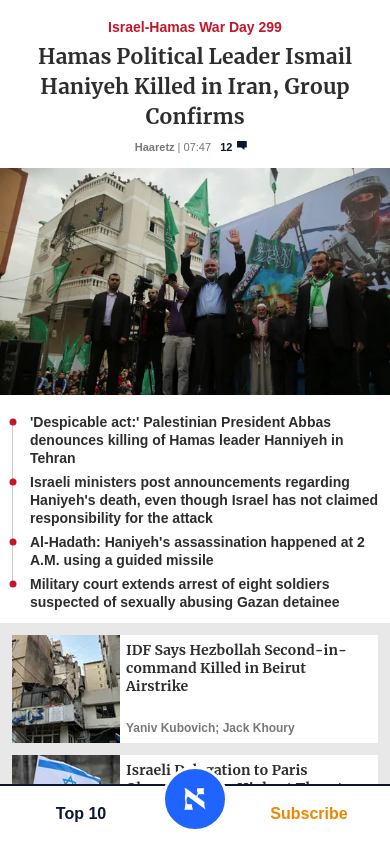 Israel-Hamas War Day 299
Hamas Political Leader Ismail
Haniyeh Killed in Iran, Group
Confirms
Haaretz | 07:47 12
'Despicable act:' Palestinian President Abbas
denounces killing of Hamas leader Hanniyeh in
Tehran
Israeli ministers post announcements regarding
Haniyeh's death, even though Israel has not claimed
responsibility for the attack
Al-Hadath: Haniyeh's assassination happened at 2
A.M. using a guided missile
Military court extends arrest of eight soldiers
suspected of sexually abusing Gazan detainee
IDF Says Hezbollah Second-in-
command Killed in Beirut
Airstrike
Yaniv Kubovich; Jack Khoury
Israeli Delegation to Paris
Top 10
Subscribe